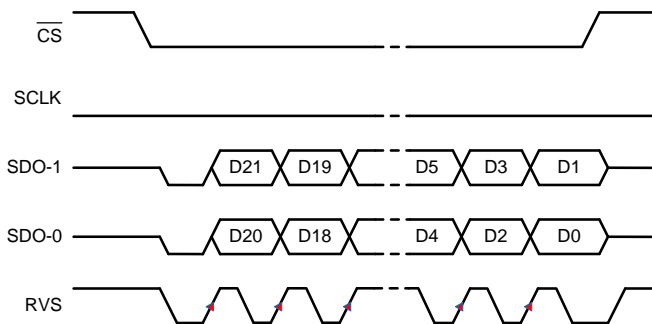 CS
SCLK
SDO-1 D21 D19 D5 D3 D1
SDO-0 D20 D18 D4 D2 D0
RVS